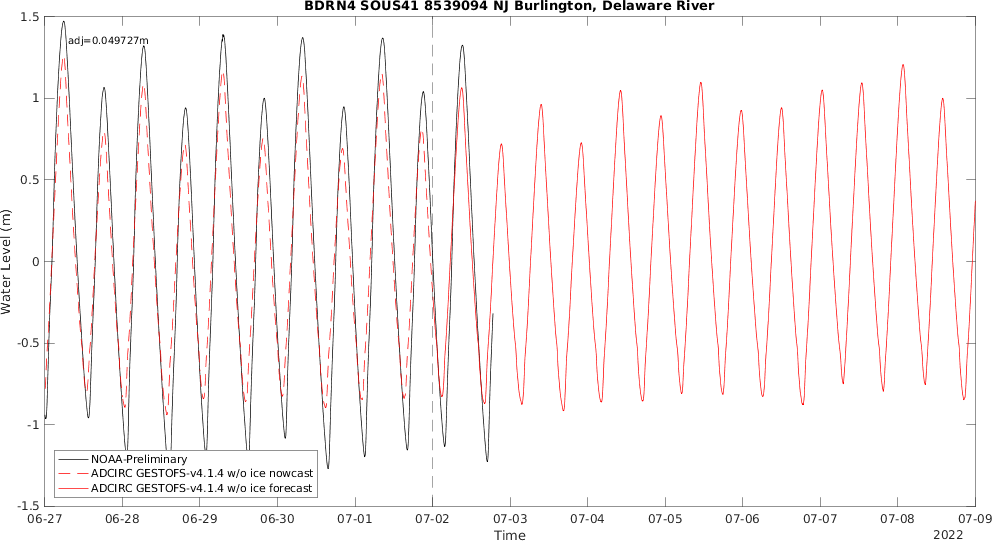 BDRN4 SOUS41 8539094 NJ Burlington, Delaware River
adj=0.049727m
1.5
1
0.5
0
-0.5
-1
-1.5
Water Level (m)
NOAA-Preliminary
ADCIRC GESTOFS-v4.1.4 w/o ice nowcast
ADCIRC GESTOFS-v4.1.4 w/o ice forecast
06-27 06-28 06-29 06-30 07-01 07-02 07-03 07-04 07-05 07-06 07-07 07-08 07-09
Time
2022